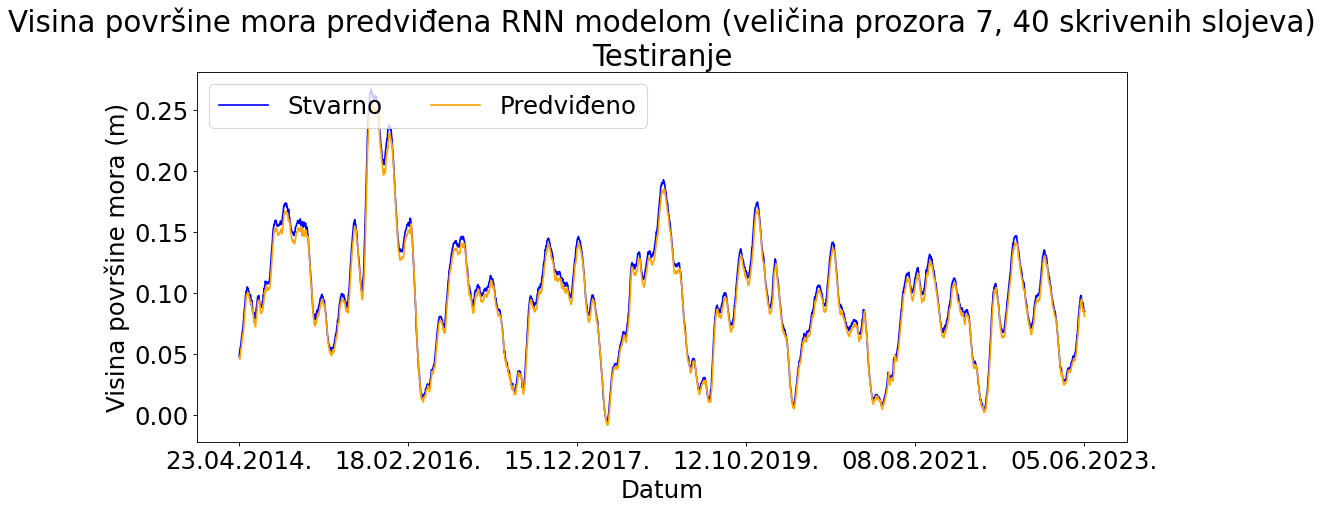 Visina površine mora predviđena RNN modelom (veličina prozora 7, 40 skrivenih slojeva)
Testiranje
Stvarno Predviđeno
Visina površine mora (m)
0.25
0.20
0.15
0.10
0.05
0.00
23.04.2014. 18.02.2016. 15.12.2017. 12.10.2019. 08.08.2021. 05.06.2023.
Datum